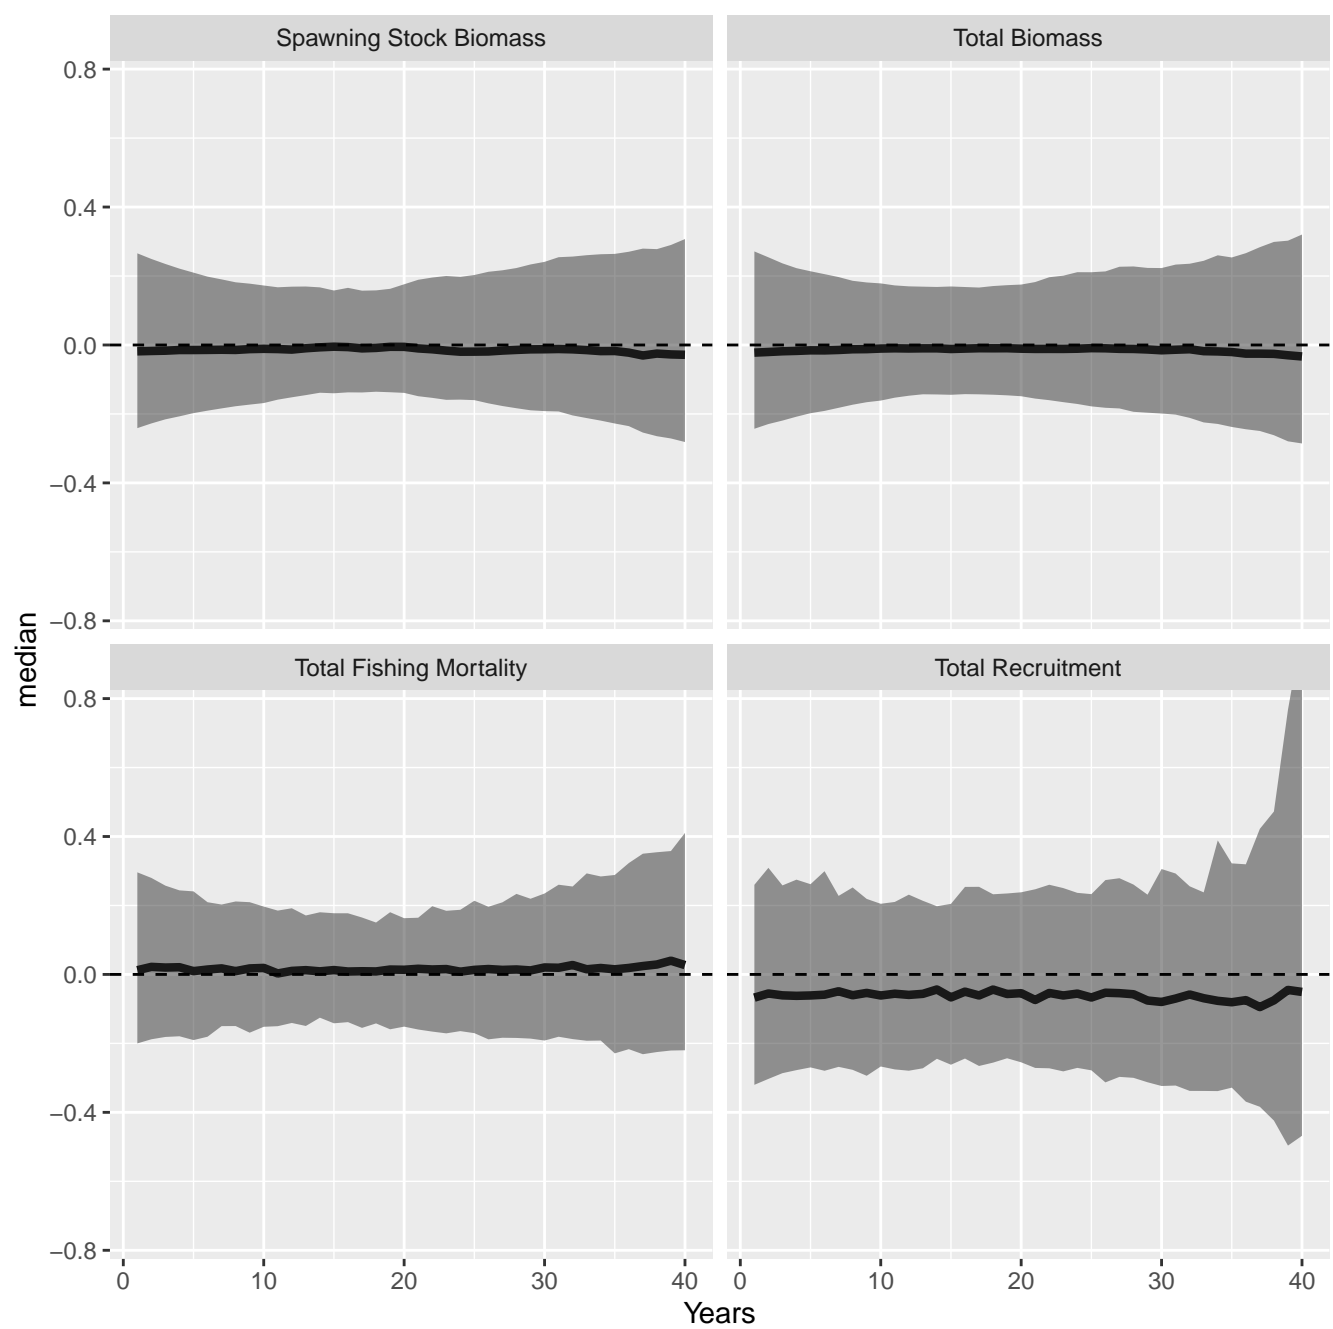 Spawning Stock Biomass
Total Biomass
0.8
0.4
0.0
−0.4
−0.8
median
Total Fishing Mortality
Total Recruitment
0.8
0.4
0.0
−0.4
−0.8
0 10 20 30 40
0 10 20 30 40
Years